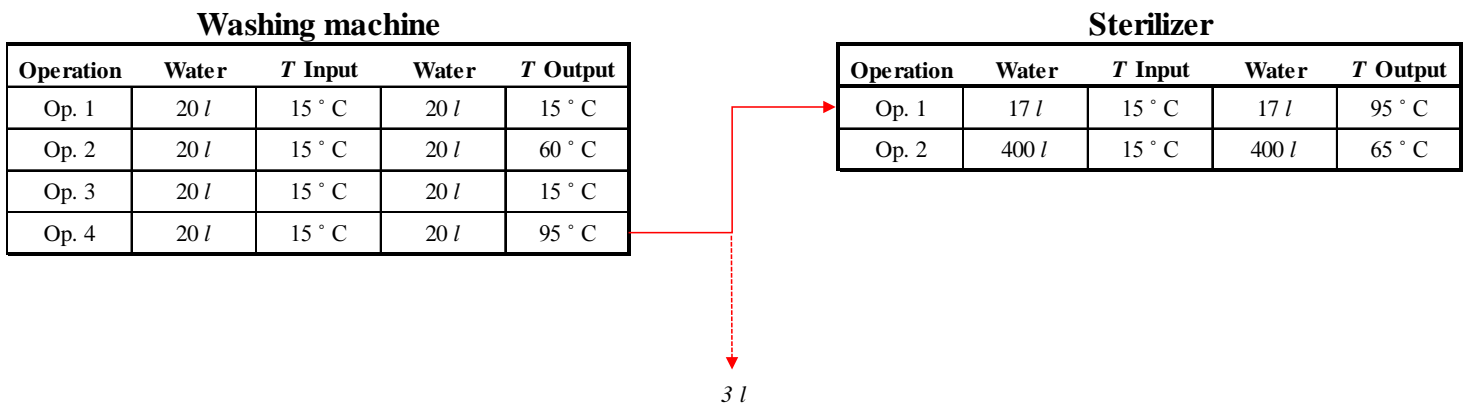 Washing machine
Operation Water T Input Water T Output
Op. 1 20 l 15 ˚ C 20 l 15 ˚ C
Op. 2 20 l 15 ˚ C 20 l 60 ˚ C
Op. 3 20 l 15 ˚ C 20 l 15 ˚ C
Op. 4 20 l 15 ˚ C 20 l 95 ˚ C
Sterilizer
Operation Water T Input Water T Output
Op. 1 17 l 15 ˚ C 17 l 95 ˚ C
Op. 2 400 l 15 ˚ C 400 l 65 ˚ C
3 l